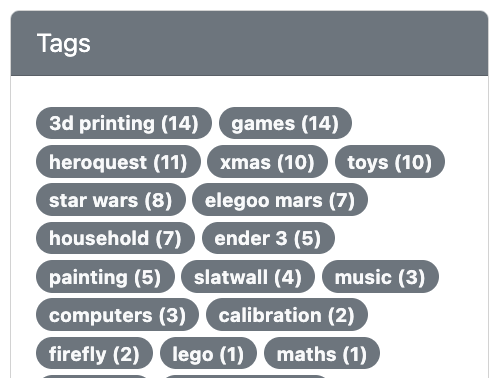 Tags
3d printing (14) games (14)
heroquest (11) xmas (10) toys (10)
star wars (8) elegoo mars (7)
household (7) ender 3 (5)
painting (5) slatwall (4) music (3)
computers (3) calibration (2)
firefly (2) lego (1) maths (1)